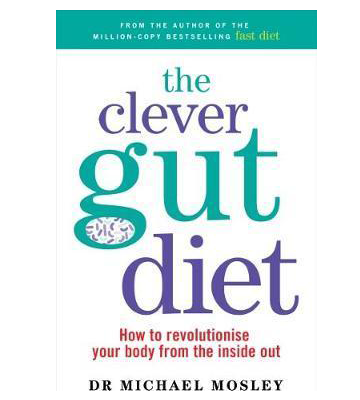 FROM THE AUTHOR OF THE
MILLION-COPY BESTSELLING fast diet
the
clever
gut
diet
How to revolutionise
your body from the inside out
DR MICHAEL MOSLEY